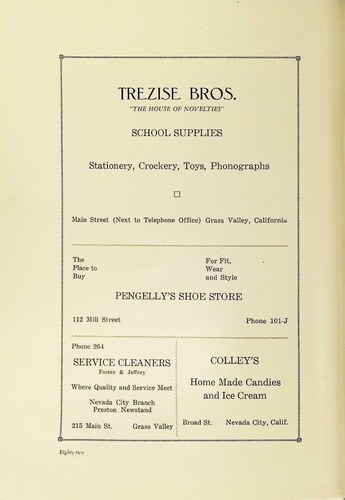 TREZISE BROS.
"THE HOUSE OF NOVELTIES"
SCHOOL SUPPLIES
Stationery, Crockery, Toys, Phonographs
Main Street (Next to Telephone Office) Grass Valley, California
The
Place to
Buy
For Fit,
Wear
and Style
PENGELLY'S SHOE STORE
112 Mill Street
Phone 101-J
Phone 264
SERVICE CLEANERS
Foster & Jeffery
Where Quality and Service Meet
Nevada City Branch
Preston Newstand
215 Main St. Grass Valley
COLLEY'S
Home Made Candies
and Ice Cream
Broad St. Nevada City, Calif.
Eighty two